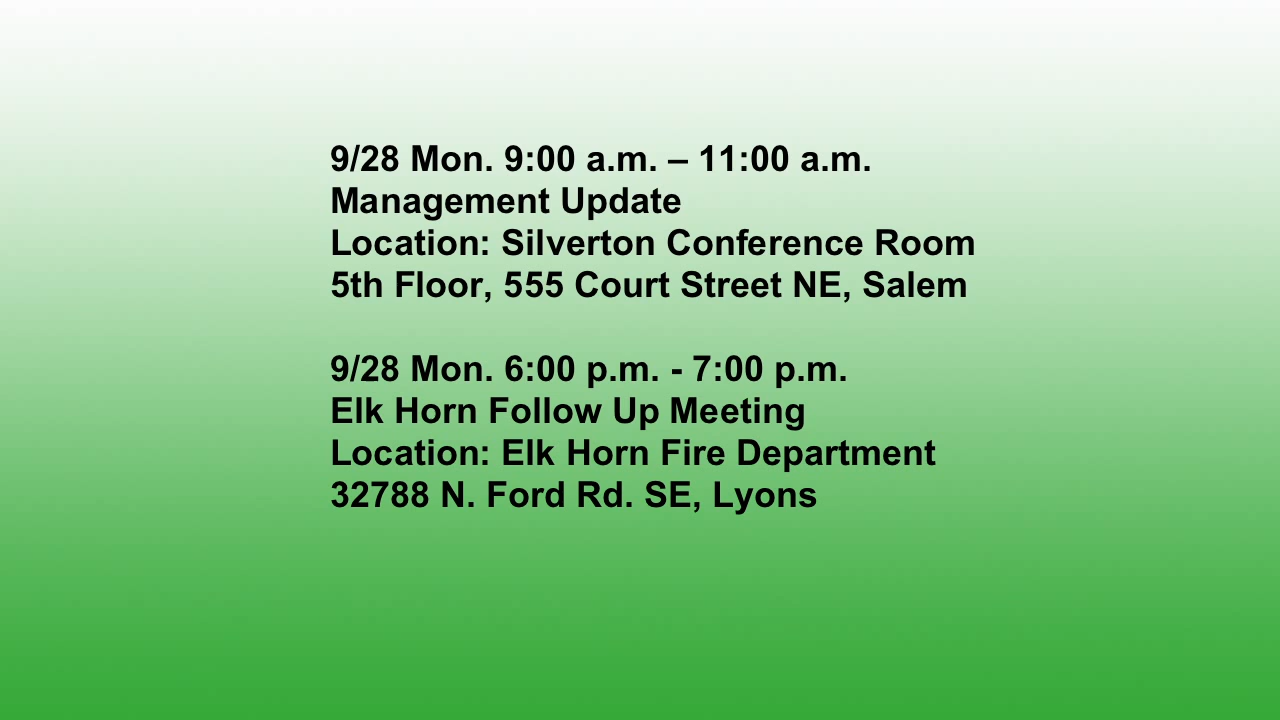 9/28 Mon. 9:00 a.m. – 11:00 a.m.
Management Update
Location: Silverton Conference Room
5th Floor, 555 Court Street NE, Salem
9/28 Mon. 6:00 p.m. - 7:00 p.m.
Elk Horn Follow Up Meeting
Location: Elk Horn Fire Department
32788 N. Ford Rd. SE, Lyons